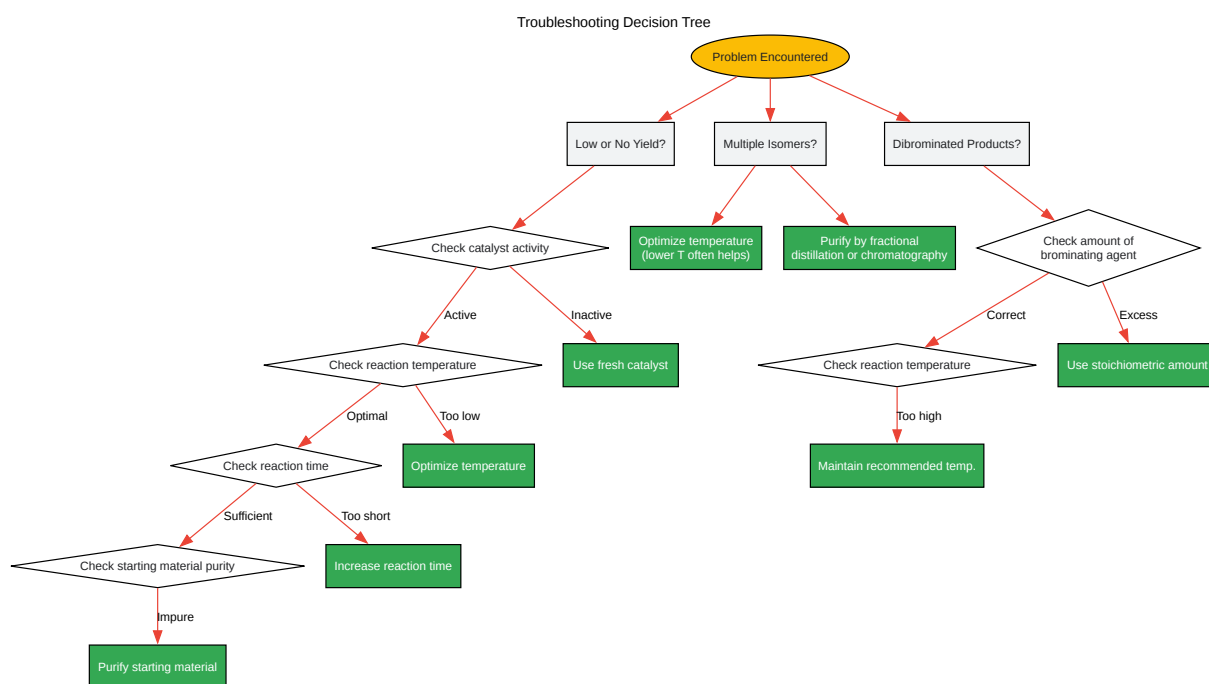 Troubleshooting Decision Tree
Problem Encountered
Low or No Yield?
Multiple Isomers?
Dibrominated Products?
Check catalyst activity
Optimize temperature
(lower T often helps)
Purify by fractional
distillation or chromatography
Check amount of
brominating agent
Active
Inactive
Correct
Excess
Check reaction temperature
Use fresh catalyst
Check reaction temperature
Use stoichiometric amount
Optimal
Too low
Too high
Check reaction time
Optimize temperature
Maintain recommended temp.
Sufficient
Too short
Check starting material purity
Increase reaction time
Impure
Purify starting material